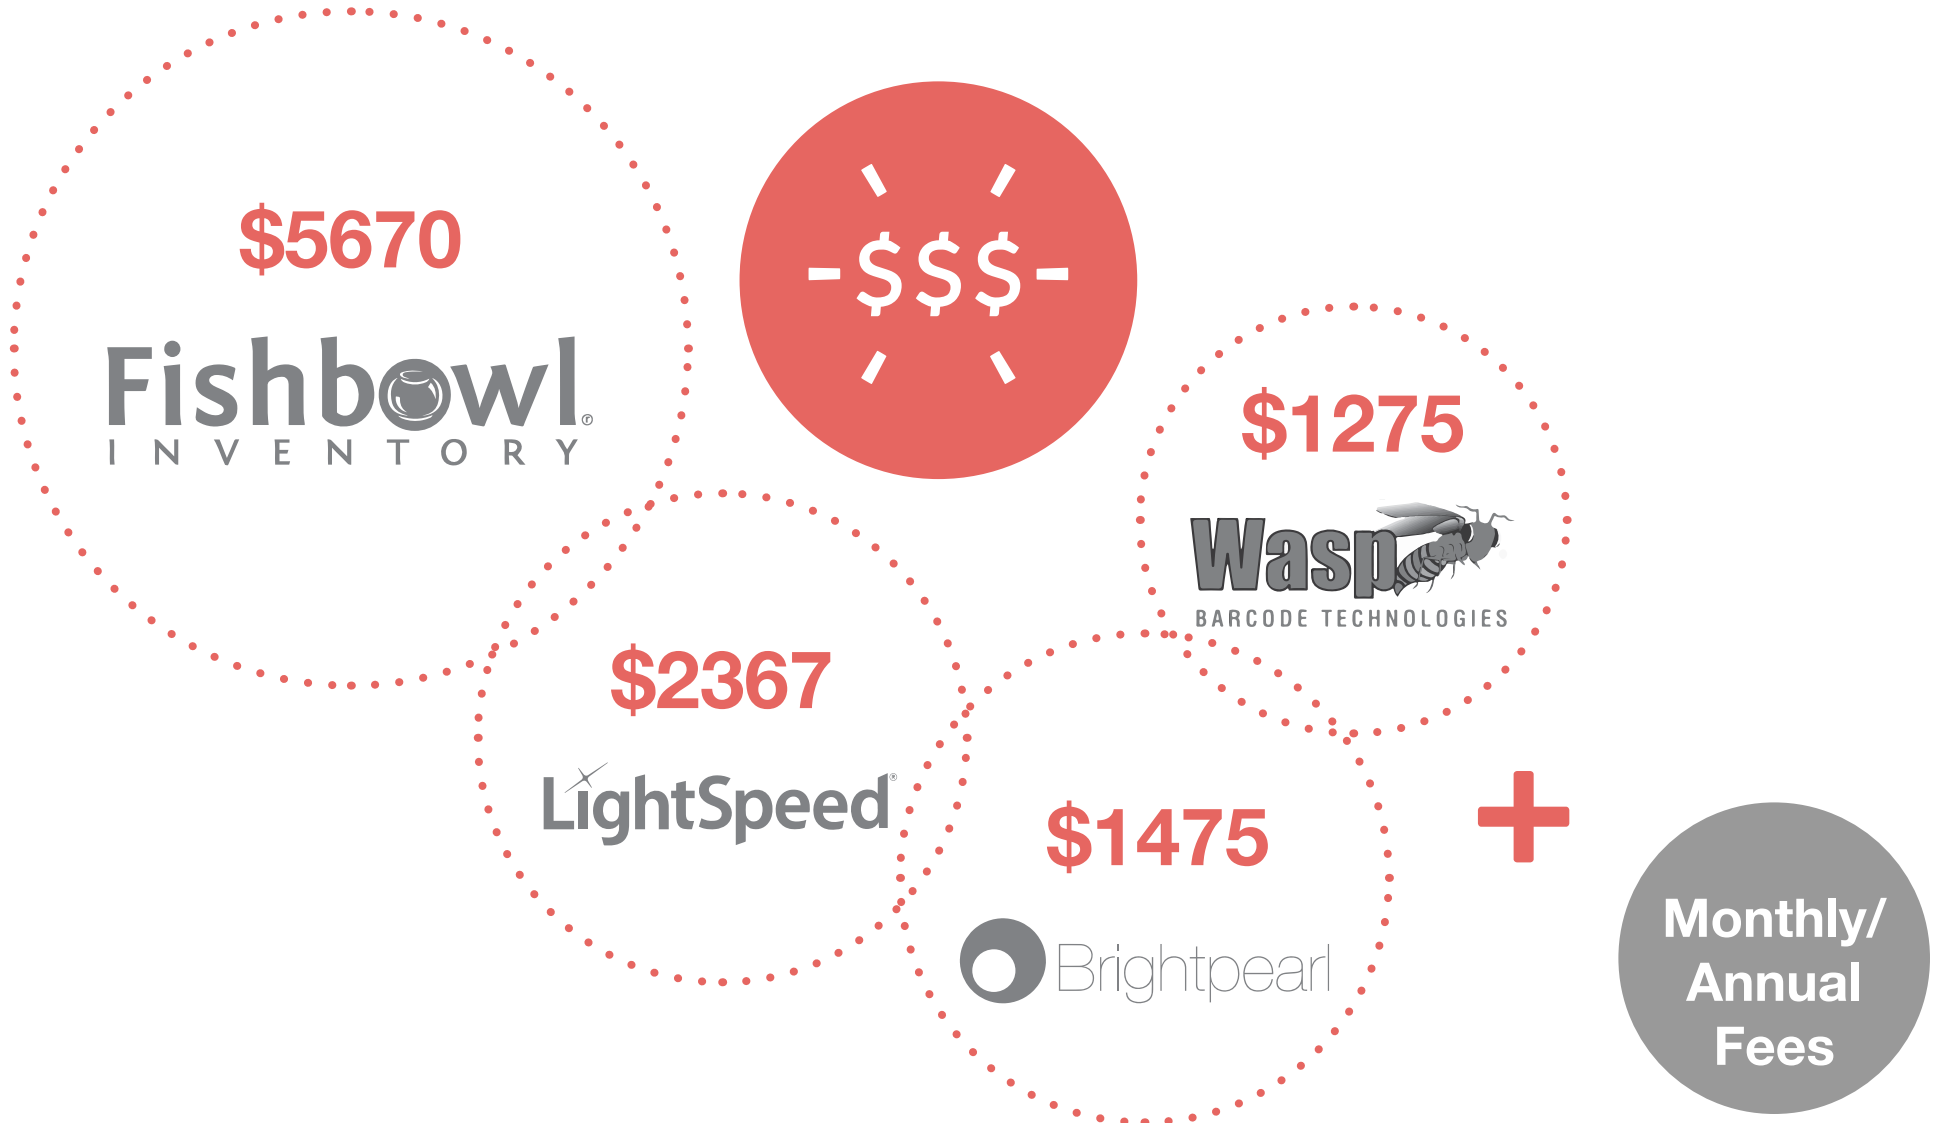 $5670
Fishbowl®
INVENTORY
$$$
$1275
Wasp
BARCODE TECHNOLOGIES
$2367
LightSpeed®
$1475
Brightpearl
+
Monthly/
Annual
Fees